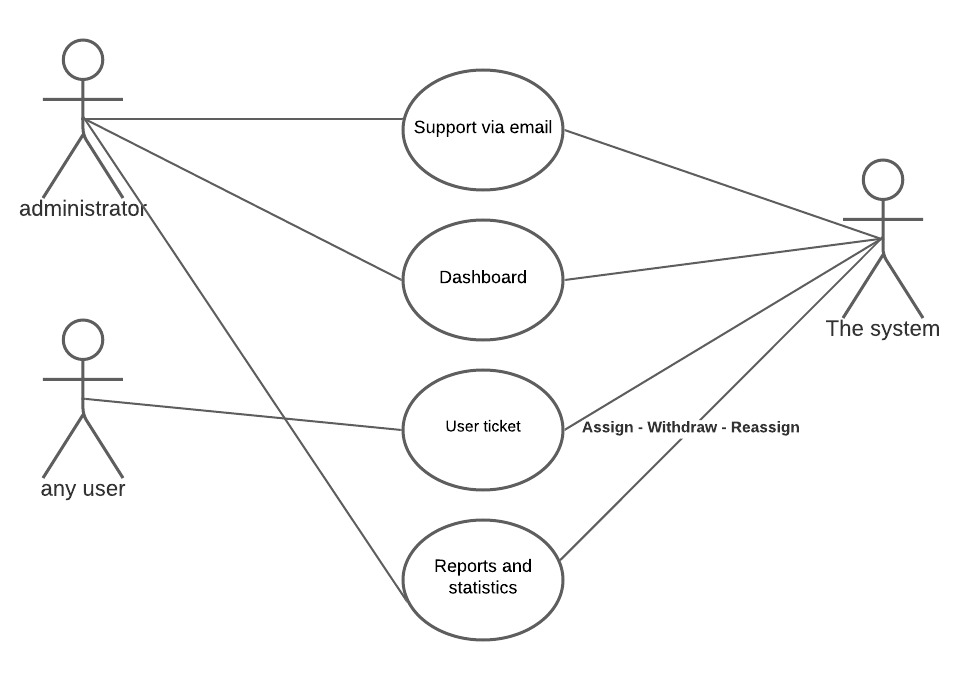 Support via email
administrator
Dashboard
The system
User ticket
Assign - Withdraw - Reassign
any user
Reports and
statistics